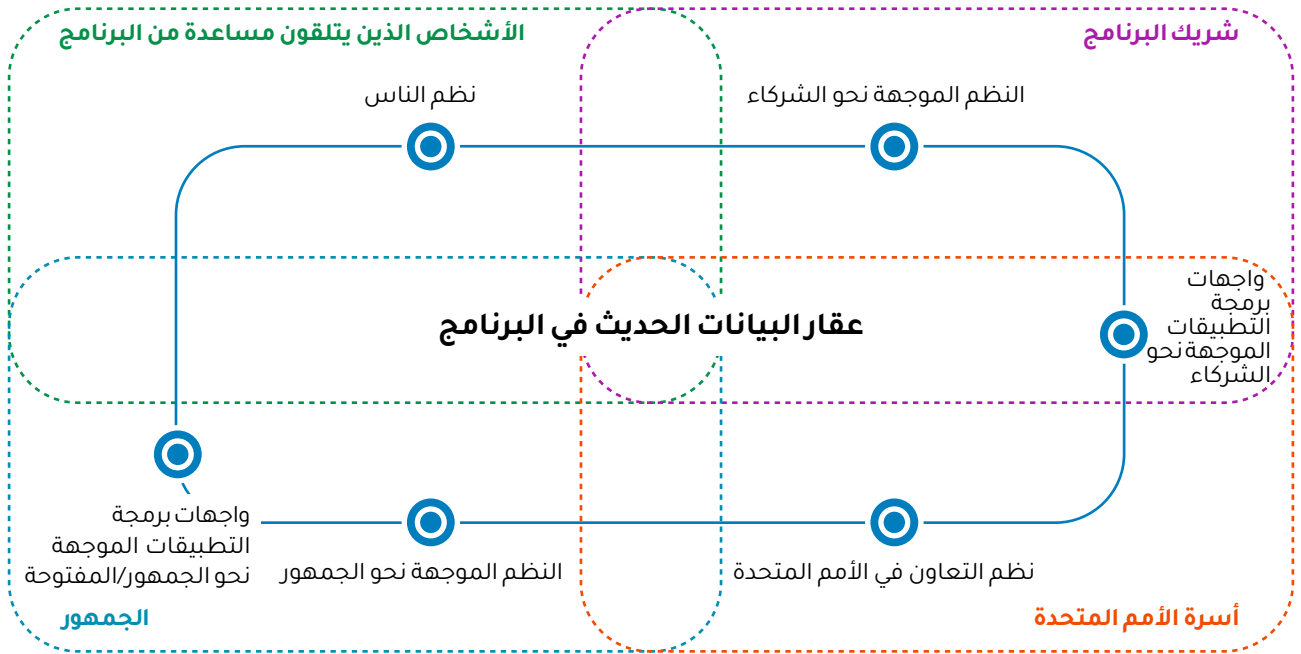 شريك البرنامج
الأشخاص الذين يتلقون مساعدة من البرنامج
النظم الموجهة نحو الشركاء
نظم الناس
واجهات
برمجة
التطبيقات
الموجهة نحو
الشركاء
عقار البيانات الحديث في البرنامج
واجهات برمجة
التطبيقات الموجهة
نحو الجمهور/المفتوحة
نظم التعاون في الأمم المتحدة
النظم الموجهة نحو الجمهور
أسرة الأمم المتحدة
الجمهور